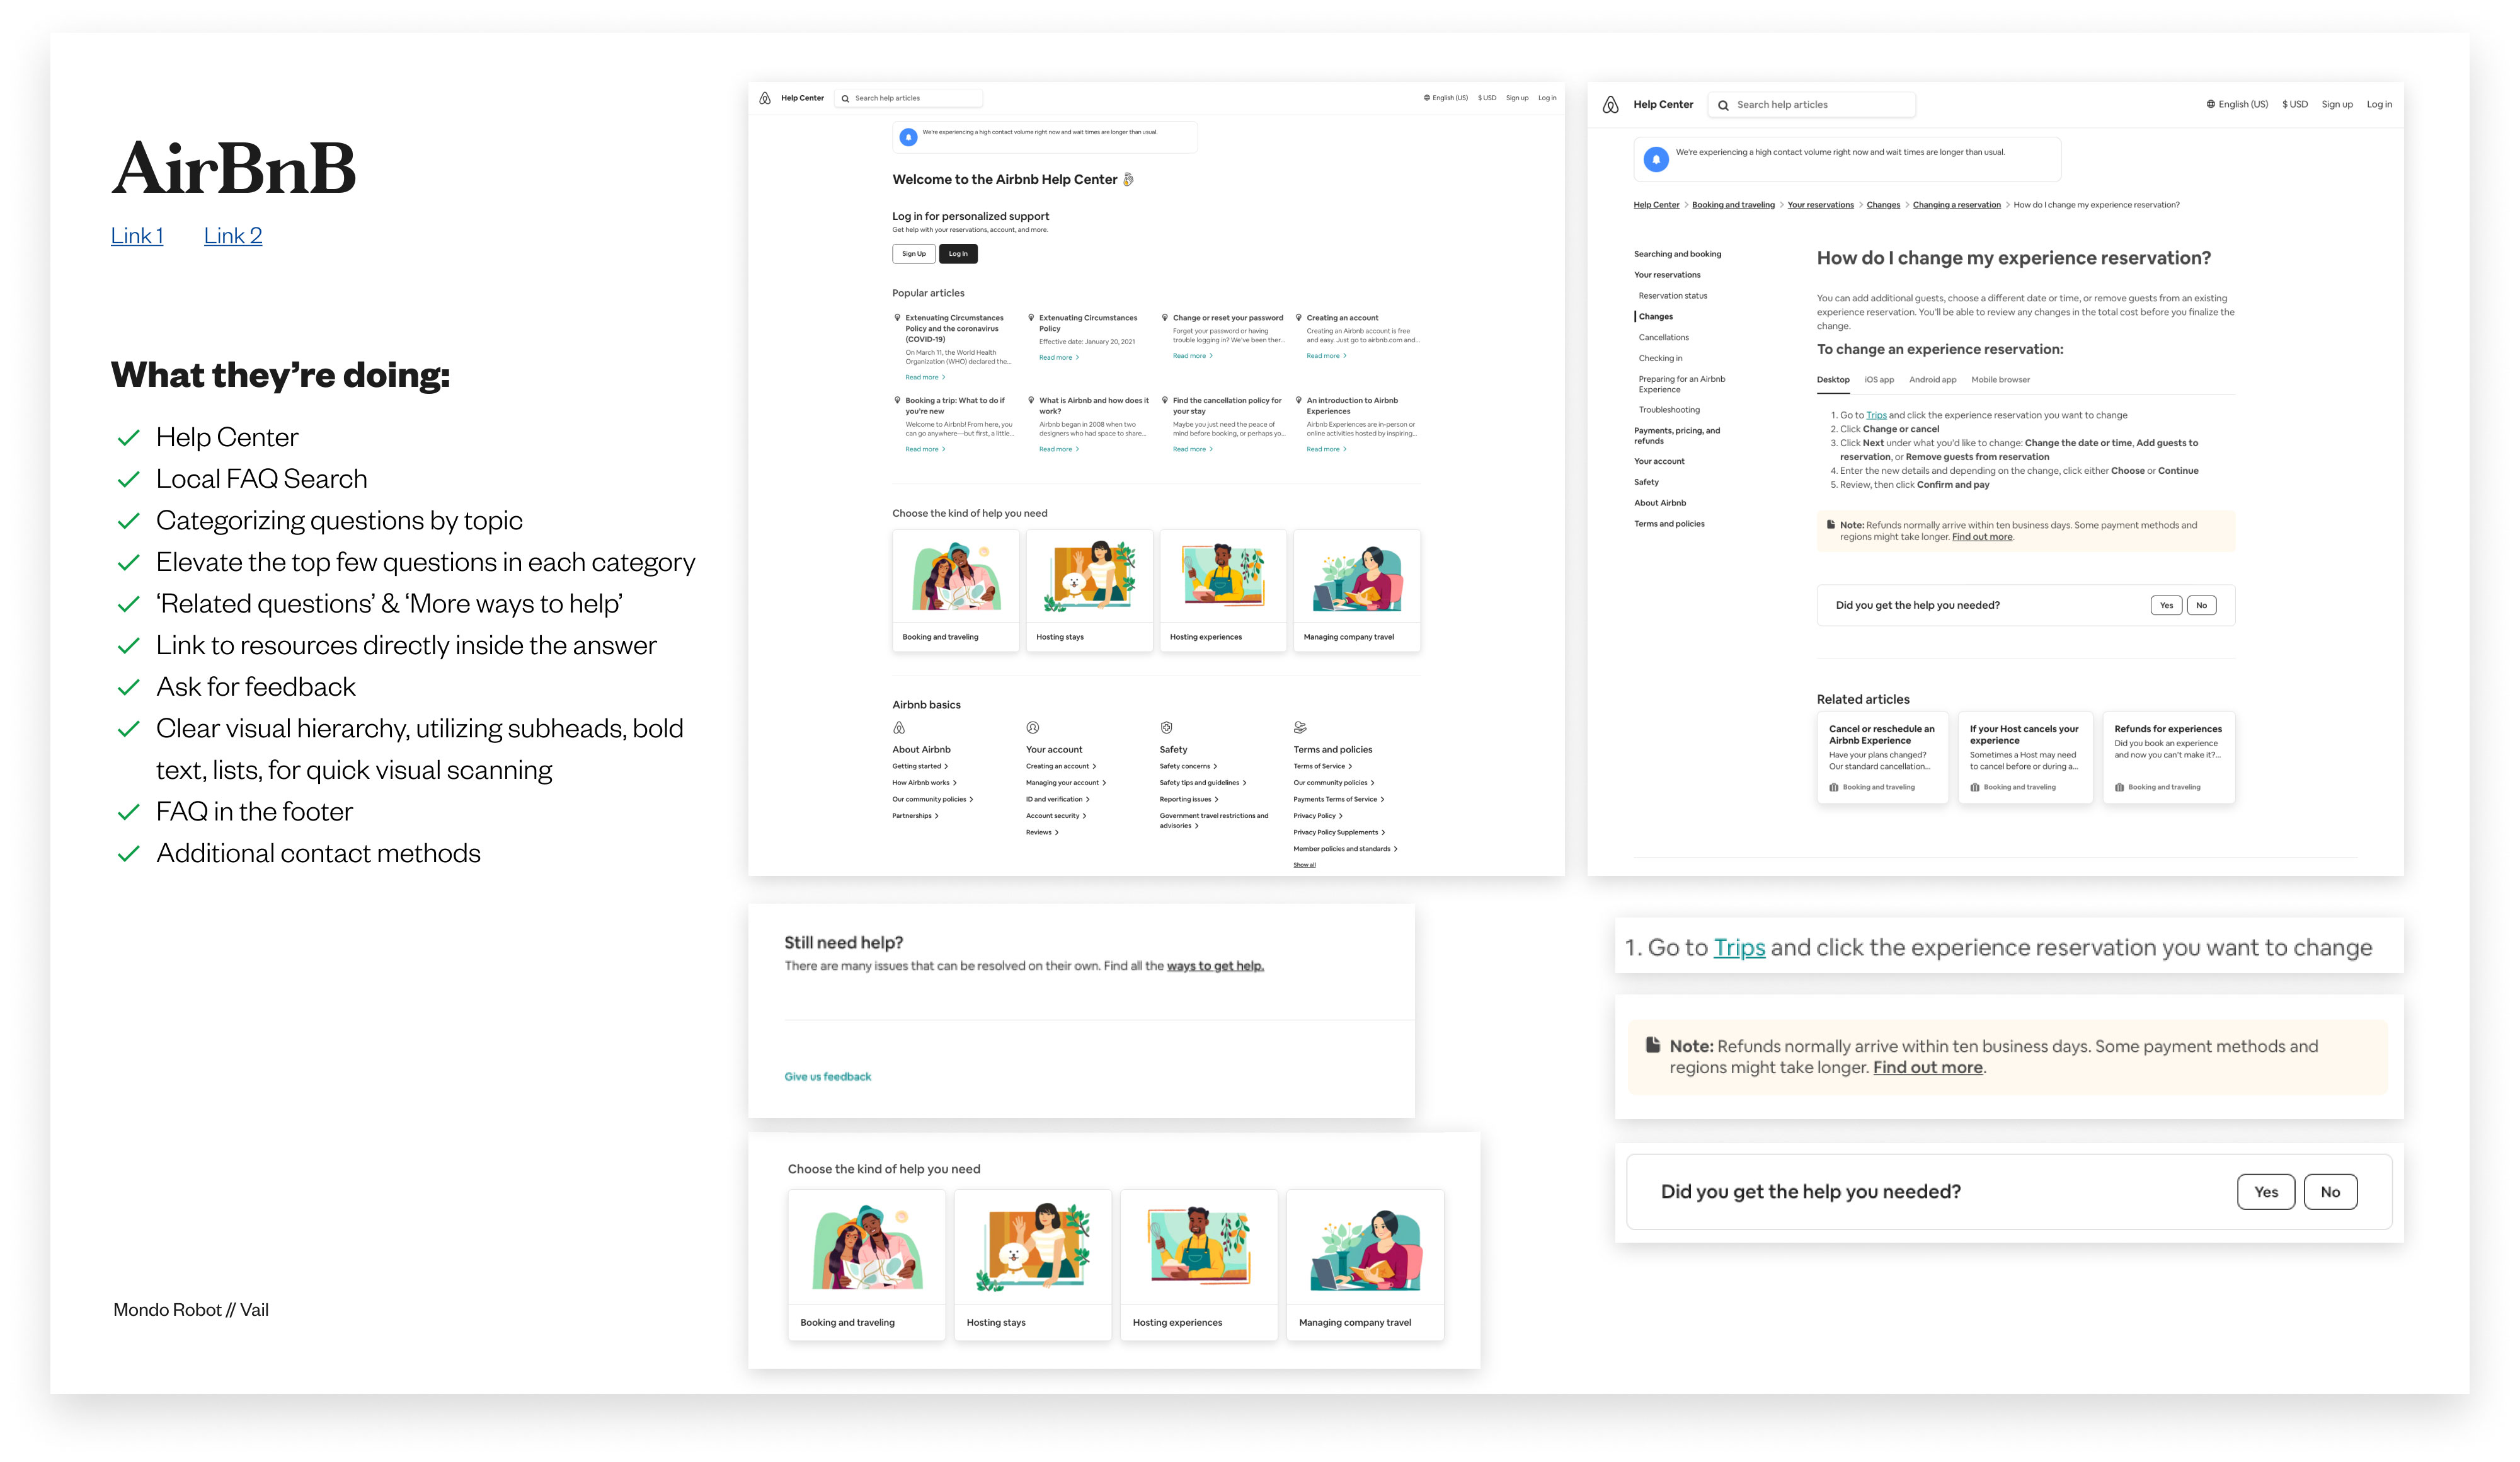 AirBnB
Link 1 Link 2
What they’re doing:
Help Center
Local FAQ Search
Categorizing questions by topic
Elevate the top few questions in each category
‘Related questions’ & ‘More ways to help’
Link to resources directly inside the answer
Ask for feedback
Clear visual hierarchy, utilizing subheads, bold
text, lists, for quick visual scanning
FAQ in the footer
Additional contact methods
Mondo Robot // Vail
Help Center Search help articles English (US) $ USD Sign up Log in
We're experiencing a high contact volume right now and wait times are longer than usual.
Welcome to the Airbnb Help Center
Log in for personalized support
Get help with your reservations, account, and more.
Sign Up Log In
Popular articles
Extenuating Circumstances
Policy and the coronavirus
(COVID-19)
On March 11, the World Health
Organization (WHO) declared the...
Read more
Extenuating Circumstances
Policy
Effective date: January 20, 2021
Read more
Change or reset your password
Forget your password or having
trouble logging in? We've been ther...
Read more
Creating an account
Creating an Airbnb account is free
and easy. Just go to airbnb.com and...
Read more
Booking a trip: What to do if
you're new
Welcome to Airbnb! From here, you
can go anywhere—but first, a little...
Read more
What is Airbnb and how does it
work?
Airbnb began in 2008 when two
designers who had space to share...
Read more
Find the cancellation policy for
your stay
Maybe you just need the peace of
mind before booking, or perhaps yo...
Read more
An introduction to Airbnb
Experiences
Airbnb Experiences are in-person or
online activities hosted by inspiring...
Read more
Choose the kind of help you need
Booking and traveling
Hosting stays
Hosting experiences
Managing company travel
Airbnb basics
About Airbnb
Getting started
How Airbnb works
Our community policies
Partnerships
Your account
Creating an account
Managing your account
ID and verification
Account security
Reviews
Safety
Safety concerns
Safety tips and guidelines
Reporting issues
Government travel restrictions and
advisories
Terms and policies
Terms of Service
Our community policies
Payments Terms of Service
Privacy Policy
Privacy Policy Supplements
Member policies and standards
Show all
Still need help?
There are many issues that can be resolved on their own. Find all the ways to get help.
Give us feedback
Choose the kind of help you need
Booking and traveling
Hosting stays
Hosting experiences
Managing company travel
Help Center Search help articles English (US) $ USD Sign up Log in
We're experiencing a high contact volume right now and wait times are longer than usual.
Help Center > Booking and traveling > Your reservations > Changes > Changing a reservation > How do I change my experience reservation?
Searching and booking
Your reservations
Reservation status
Changes
Cancellations
Checking in
Preparing for an Airbnb
Experience
Troubleshooting
Payments, pricing, and
refunds
Your account
Safety
About Airbnb
Terms and policies
How do I change my experience reservation?
You can add additional guests, choose a different date or time, or remove guests from an existing
experience reservation. You'll be able to review any changes in the total cost before you finalize the
change.
To change an experience reservation:
Desktop iOS app Android app Mobile browser
1. Go to Trips and click the experience reservation you want to change
2. Click Change or cancel
3. Click Next under what you'd like to change: Change the date or time, Add guests to
reservation, or Remove guests from reservation
4. Enter the new details and depending on the change, click either Choose or Continue
5. Review, then click Confirm and pay
Note: Refunds normally arrive within ten business days. Some payment methods and
regions might take longer. Find out more.
Did you get the help you needed? Yes No
Related articles
Cancel or reschedule an
Airbnb Experience
Have your plans changed?
Our standard cancellation...
Booking and traveling
If your Host cancels your
experience
Sometimes a Host may need
to cancel before or during a...
Booking and traveling
Refunds for experiences
Did you book an experience
and now you can't make it?...
Booking and traveling
1. Go to Trips and click the experience reservation you want to change
Note: Refunds normally arrive within ten business days. Some payment methods and
regions might take longer. Find out more.
Did you get the help you needed? Yes No